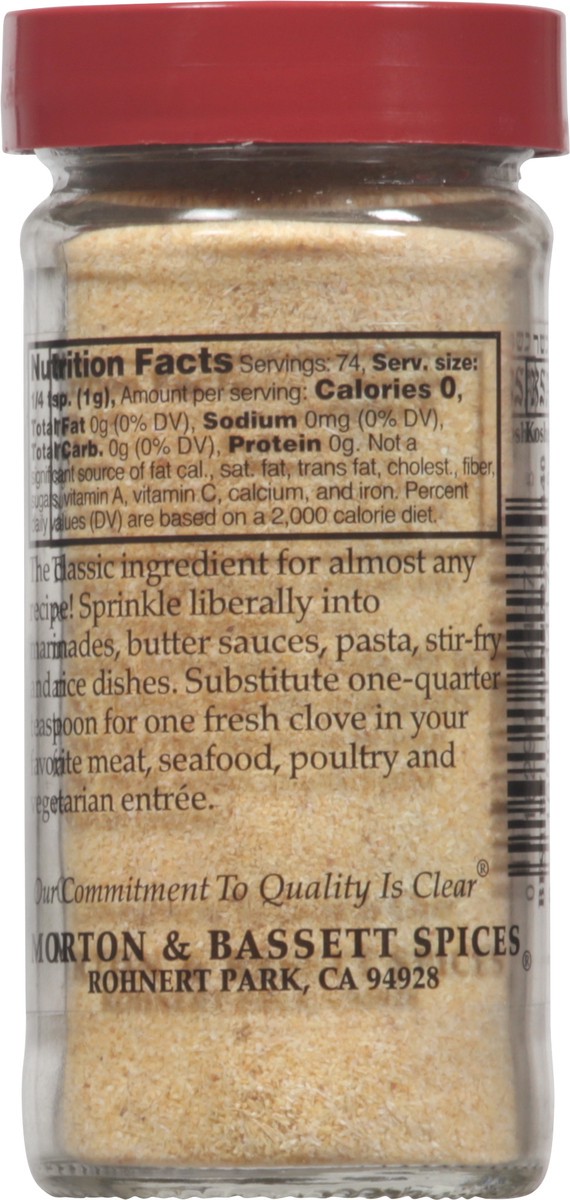 Nutrition Facts Servings: 74, Serv. size:
1/4 tsp. (1g), Amount per serving: Calories 0,
Total Fat 0g (0% DV), Sodium 0mg (0% DV),
Total Carb. 0g (0% DV), Protein 0g. Not a
significant source of fat cal., sat. fat, trans fat, cholest., fiber,
sugars, vitamin A, vitamin C, calcium, and iron. Percent
daily values (DV) are based on a 2,000 calorie diet.
The classic ingredient for almost any
recipe! Sprinkle liberally into
marinades, butter sauces, pasta, stir-fry
and rice dishes. Substitute one-quarter
teaspoon for one fresh clove in your
favorite meat, seafood, poultry and
vegetarian entrée.
Our Commitment To Quality Is Clear®
MORTON & BASSETT SPICES®
ROHNERT PARK, CA 94928